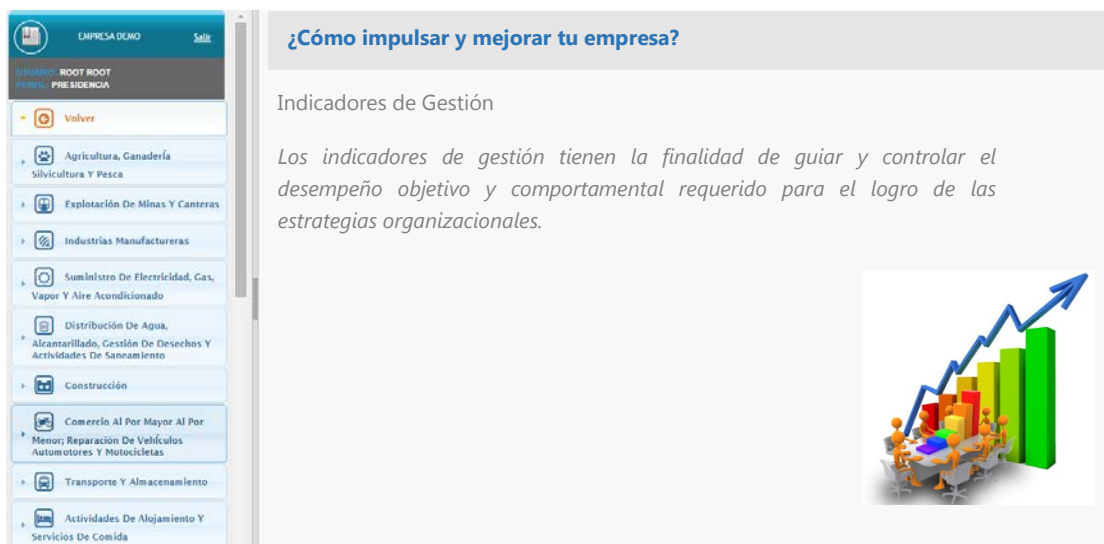 EMPRESA DEMO
Salir
USUARIO: ROOT ROOT
PERFIL: PRESIDENCIA
Volver
Agricultura, Ganadería
Silvicultura Y Pesca
Explotación De Minas Y Canteras
Industrias Manufactureras
Suministro De Electricidad, Gas,
Vapor Y Aire Acondicionado
Distribución De Agua,
Alcantarillado, Gestión De Desechos Y
Actividades De Saneamiento
Construcción
Comercio Al Por Mayor Al Por
Menor; Reparación De Vehículos
Automotores Y Motocicletas
Transporte Y Almacenamiento
Actividades De Alojamiento Y
Servicios De Comida
¿Cómo impulsar y mejorar tu empresa?
Indicadores de Gestión
Los indicadores de gestión tienen la finalidad de guiar y controlar el
desempeño objetivo y comportamental requerido para el logro de las
estrategias organizacionales.